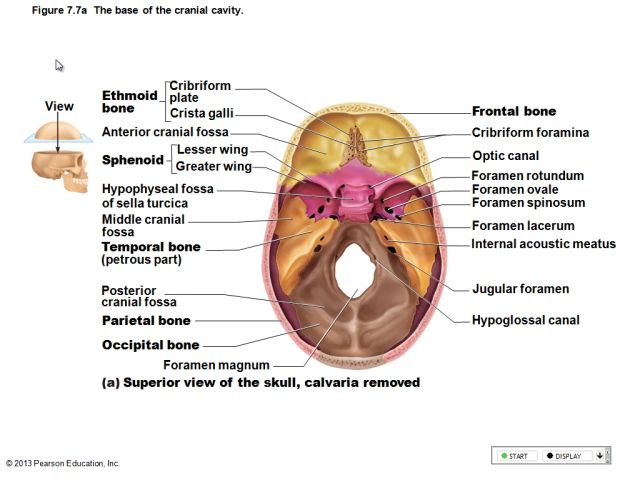 Figure 7.7a The base of the cranial cavity.
View
Ethmoid
bone
Cribriform
plate
Crista galli
Anterior cranial fossa
Sphenoid
Lesser wing
Greater wing
Hypophyseal fossa
of sella turcica
Middle cranial
fossa
Temporal bone
(petrous part)
Posterior
cranial fossa
Parietal bone
Occipital bone
Foramen magnum
Frontal bone
Cribriform foramina
Optic canal
Foramen rotundum
Foramen ovale
Foramen spinosum
Foramen lacerum
Internal acoustic meatus
Jugular foramen
Hypoglossal canal
(a) Superior view of the skull, calvaria removed
© 2013 Pearson Education, Inc.
START
DISPLAY